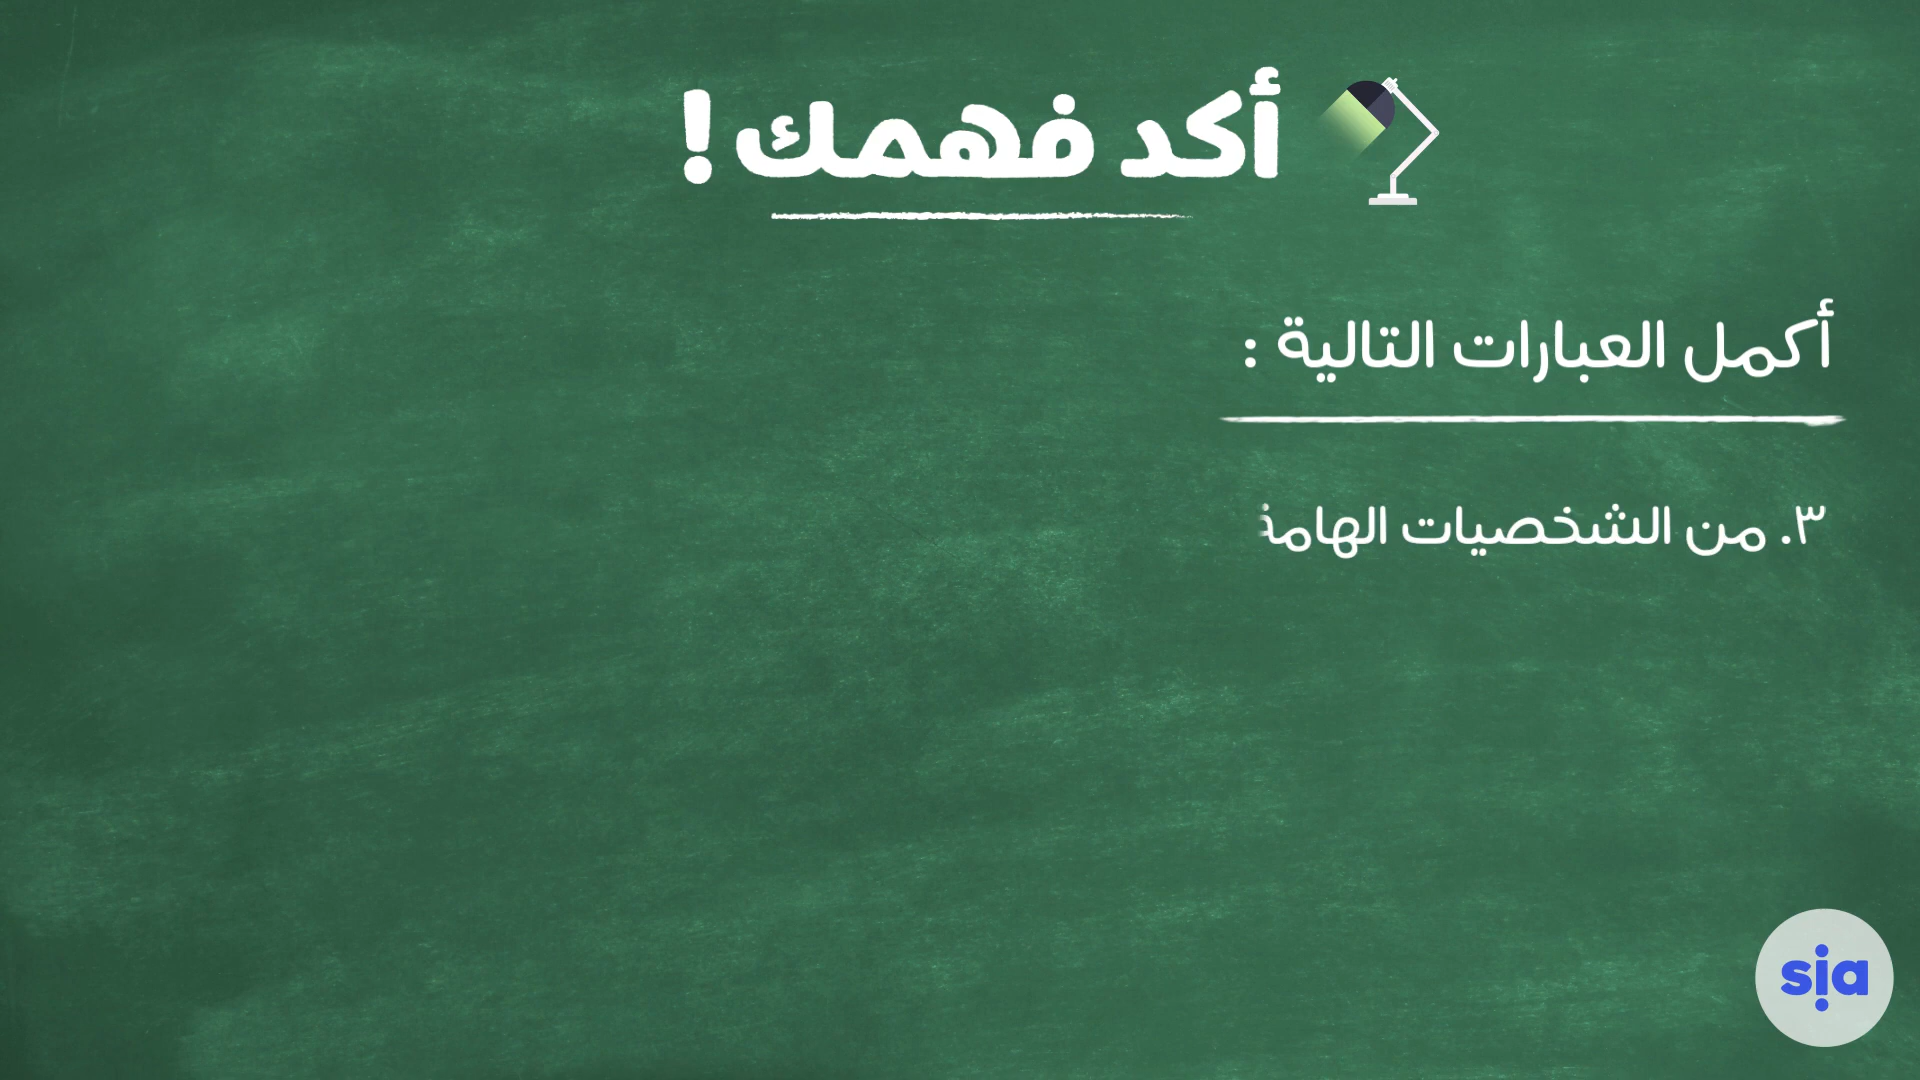 أكد فهمك !
أكمل العبارات التالية :
٣. من الشخصيات الهامة
sia